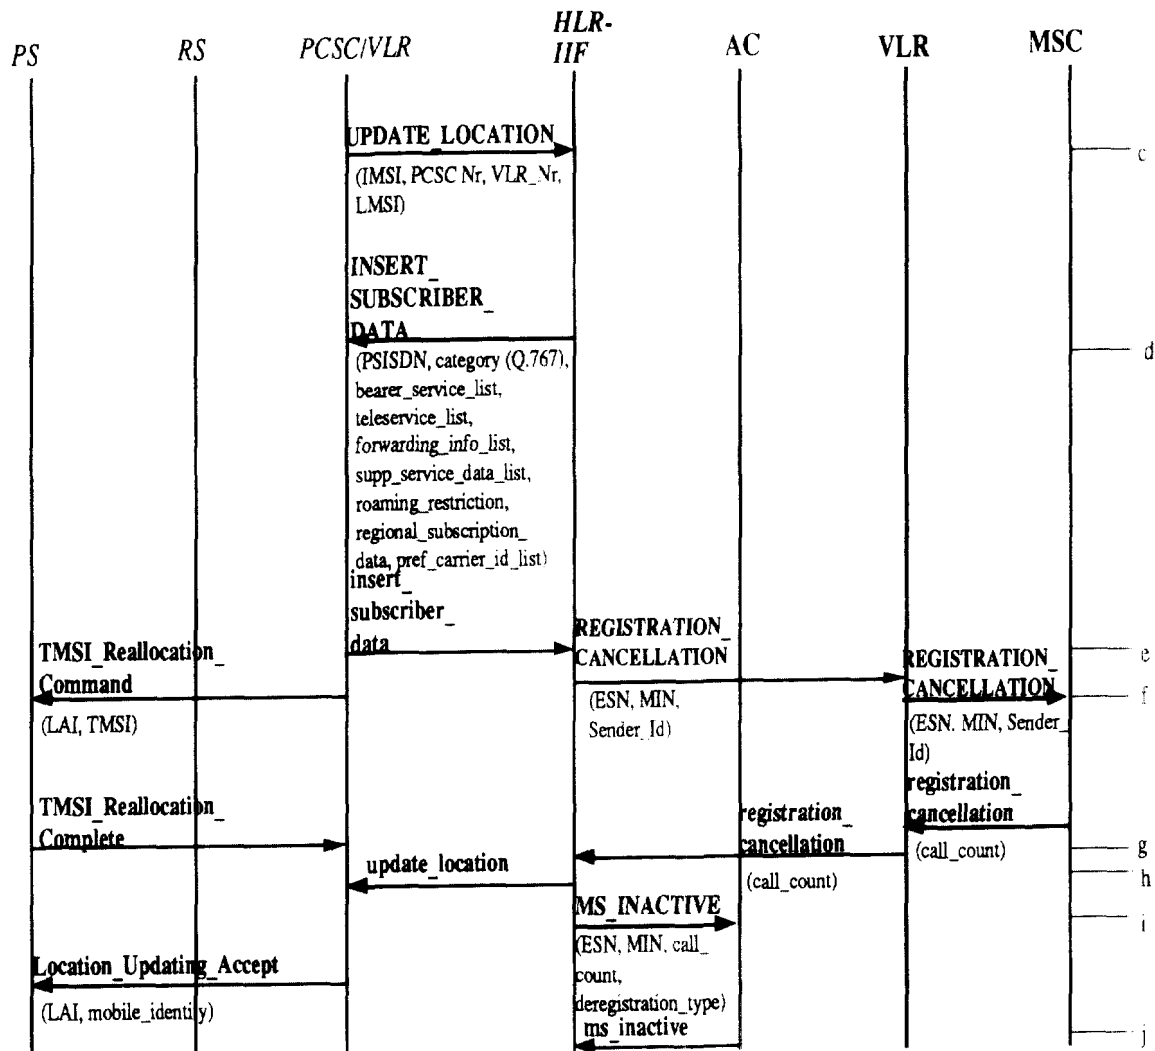 PS
RS
PCSC/VLR
HLR-
IIF
AC
VLR
MSC
UPDATE_LOCATION
c
(IMSI, PCSC Nr, VLR_Nr,
LMSI)
INSERT_
SUBSCRIBER_
DATA
d
(PSISDN, category (Q.767),
bearer_service_list,
teleservice_list,
forwarding_info_list,
supp_service_data_list,
roaming_restriction,
regional_subscription_
data, pref_carrier_id_list)
insert_
subscriber_
data
REGISTRATION_
CANCELLATION
e
TMSI_Reallocation_
Command
REGISTRATION_
CANCELLATION
f
(LAI, TMSI)
(ESN, MIN,
Sender_Id)
(ESN. MIN, Sender_
Id)
registration_
cancellation
TMSI_Reallocation_
Complete
registration_
cancellation
(call_count)
g
update_location
(call_count)
h
MS_INACTIVE
i
(ESN, MIN. call_
count,
deregistration_type)
Location_Updating_Accept
(LAI, mobile_identity)
ms_inactive
j